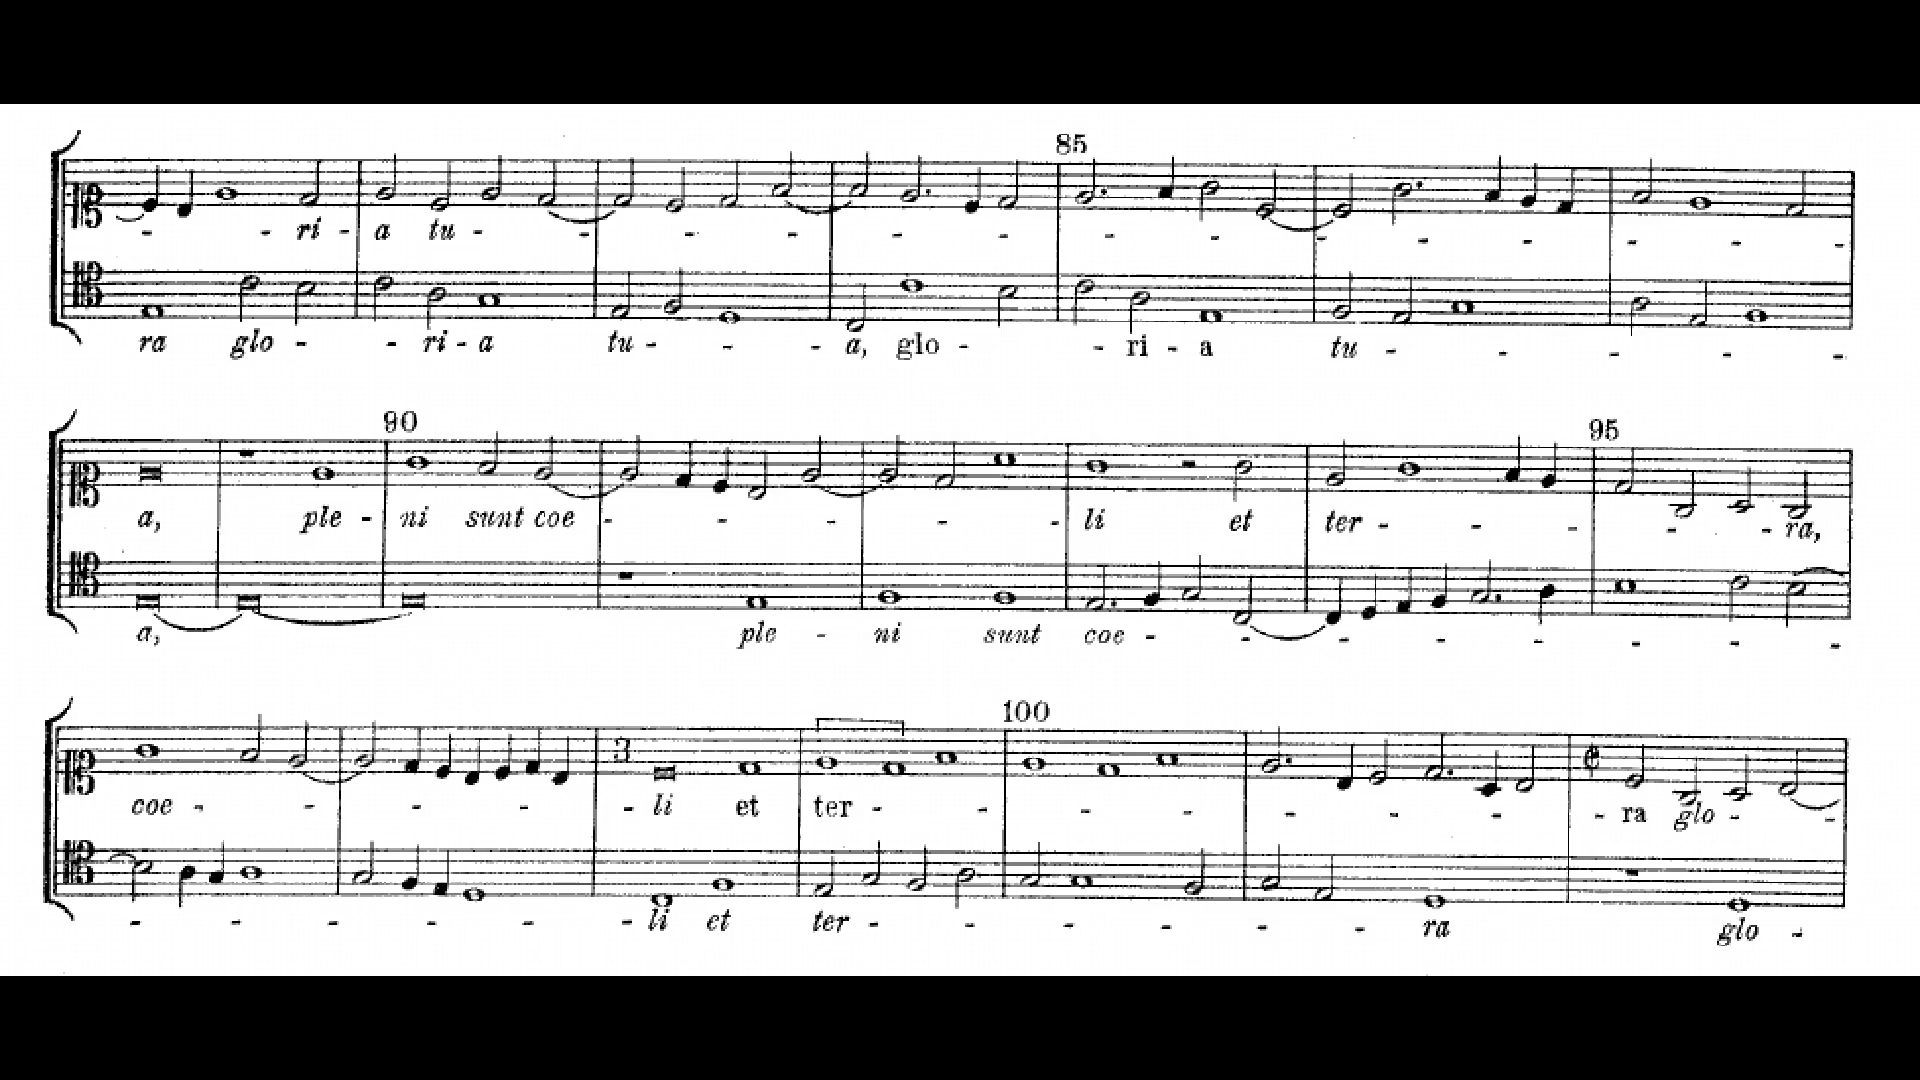 85
- - ri - a tu - - - - - - - - - - - - -
ra glo - - ri - a tu - - - a, glo - - ri - a tu - - - - -
90 95
a, ple - ni sunt coe - - - - - li et ter - - - - - ra,
a, ple - ni sunt coe - - - - - - - -
100
3
coe - - - - - li et ter - - - - - - - - ra glo - -
- - - - - - li et ter - - - - - - ra glo -